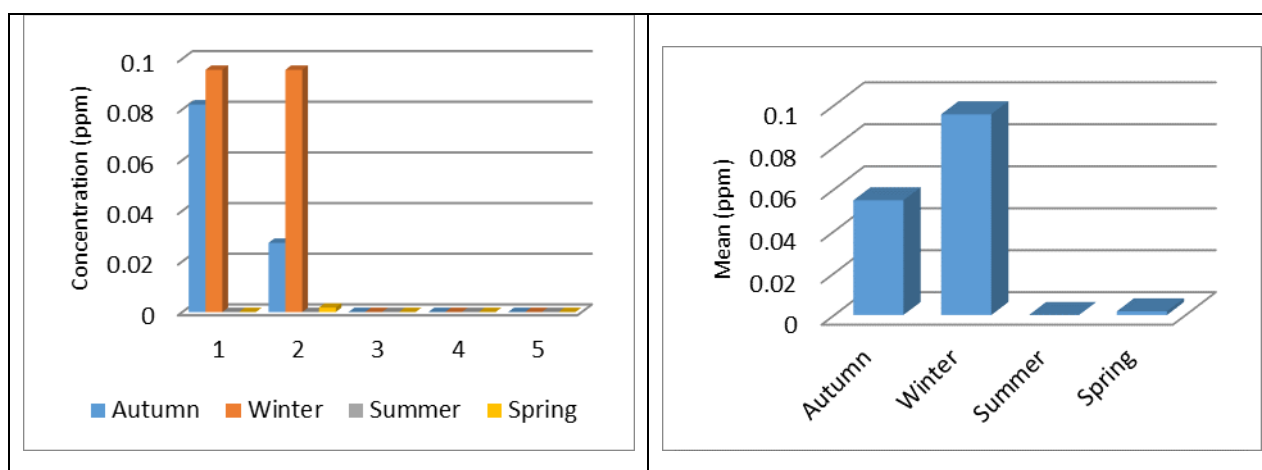 Concentration (ppm)
0.1
0.08
0.06
0.04
0.02
0
1 2 3 4 5
Autumn Winter Summer Spring
Mean (ppm)
0.1
0.08
0.06
0.04
0.02
0
Autumn
Winter
Summer
Spring